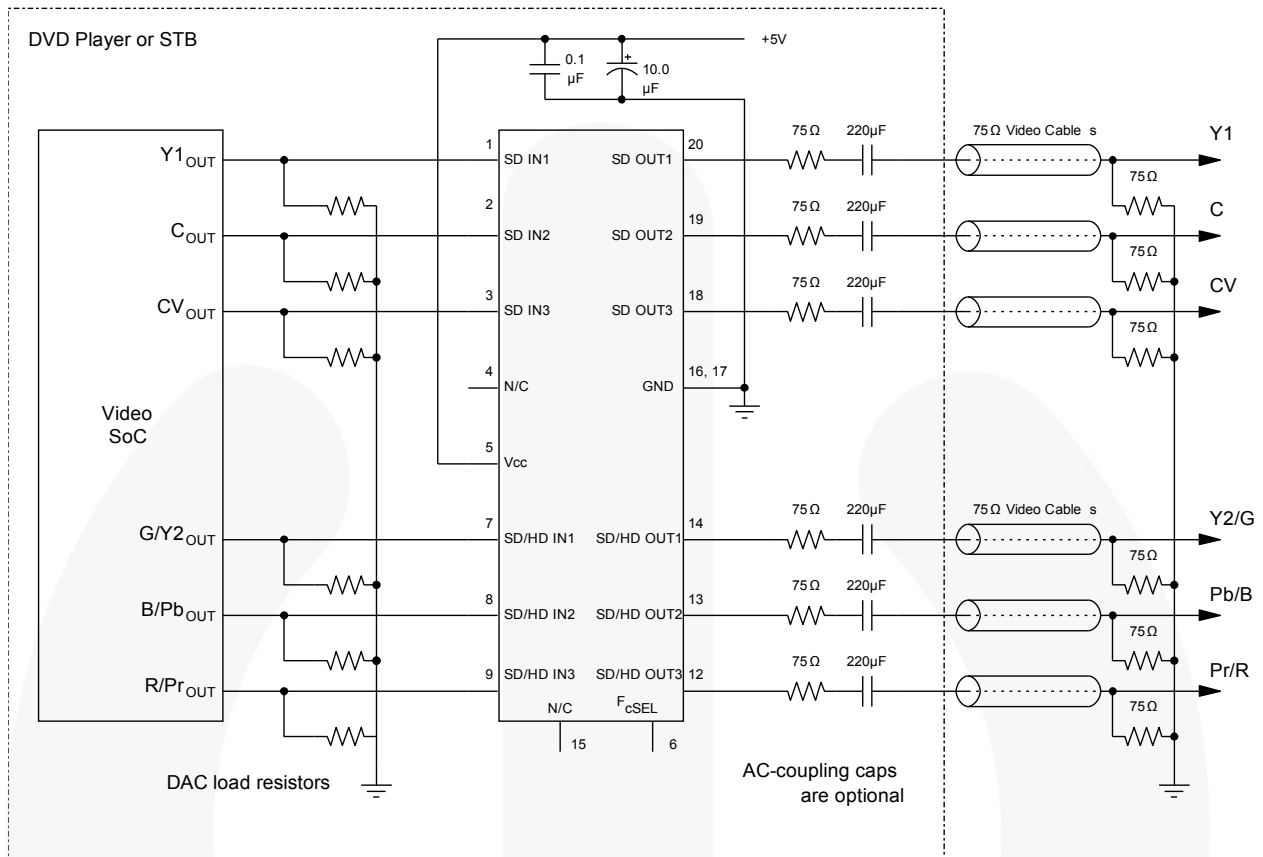 DVD Player or STB
+5V
0.1
µF
+
10.0
µF
Y1OUT
COUT
CVOUT
Video
SoC
G/Y2OUT
B/PbOUT
R/PrOUT
DAC load resistors
1
SD IN1
2
SD IN2
3
SD IN3
4
N/C
5
Vcc
7
SD/HD IN1
8
SD/HD IN2
9
SD/HD IN3
N/C
15
FcSEL
6
SD OUT1
20
SD OUT2
19
SD OUT3
18
GND
16, 17
SD/HD OUT1
14
SD/HD OUT2
13
SD/HD OUT3
12
75Ω 220µF 75Ω Video Cable s Y1
75Ω
75Ω 220µF C
75Ω
75Ω 220µF CV
75Ω
75Ω 220µF 75Ω Video Cable s Y2/G
75Ω
75Ω 220µF Pb/B
75Ω
75Ω 220µF Pr/R
75Ω
AC-coupling caps
are optional